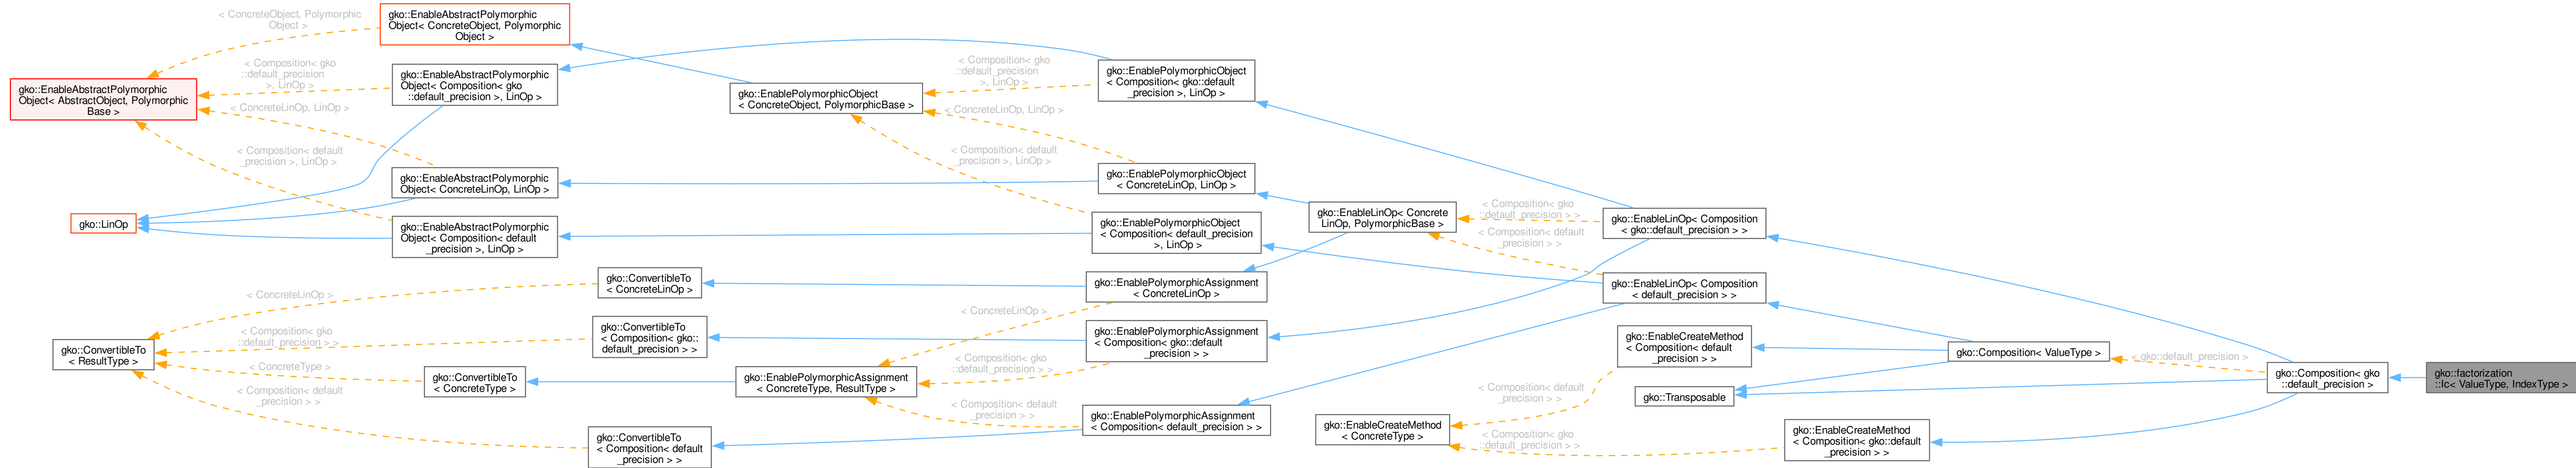 gko::EnableAbstractPolymorphic
Object< AbstractObject, Polymorphic
Base >
gko::LinOp
gko::ConvertibleTo
< ResultType >
< ConcreteObject, Polymorphic
Object >
< Composition< gko
::default_precision
>, LinOp >
< ConcreteLinOp, LinOp >
< Composition< default
_precision >, LinOp >
< ConcreteLinOp >
< Composition< gko
::default_precision > >
< ConcreteType >
< Composition< default
_precision > >
gko::EnableAbstractPolymorphic
Object< ConcreteObject, Polymorphic
Object >
gko::EnableAbstractPolymorphic
Object< Composition< gko
::default_precision >, LinOp >
gko::EnableAbstractPolymorphic
Object< ConcreteLinOp, LinOp >
gko::EnableAbstractPolymorphic
Object< Composition< default
_precision >, LinOp >
gko::ConvertibleTo
< ConcreteLinOp >
gko::ConvertibleTo
< Composition< gko::
default_precision > >
gko::ConvertibleTo
< ConcreteType >
gko::ConvertibleTo
< Composition< default
_precision > >
gko::EnablePolymorphicObject
< ConcreteObject, PolymorphicBase >
gko::EnablePolymorphicAssignment
< ConcreteType, ResultType >
< Composition< gko
::default_precision
>, LinOp >
< ConcreteLinOp, LinOp >
< Composition< default
_precision >, LinOp >
< ConcreteLinOp >
< Composition< gko
::default_precision > >
< Composition< default
_precision > >
gko::EnablePolymorphicObject
< Composition< gko::default
_precision >, LinOp >
gko::EnablePolymorphicObject
< ConcreteLinOp, LinOp >
gko::EnablePolymorphicObject
< Composition< default_precision
>, LinOp >
gko::EnablePolymorphicAssignment
< ConcreteLinOp >
gko::EnablePolymorphicAssignment
< Composition< gko::default
_precision > >
gko::EnablePolymorphicAssignment
< Composition< default_precision > >
gko::EnableLinOp< Concrete
LinOp, PolymorphicBase >
gko::EnableCreateMethod
< ConcreteType >
< Composition< gko
::default_precision > >
< Composition< default
_precision > >
< Composition< default
_precision > >
< Composition< gko
::default_precision > >
gko::EnableLinOp< Composition
< gko::default_precision > >
gko::EnableLinOp< Composition
< default_precision > >
gko::EnableCreateMethod
< Composition< default
_precision > >
gko::Transposable
gko::EnableCreateMethod
< Composition< gko::default
_precision > >
gko::Composition< ValueType >
< gko::default_precision >
gko::Composition< gko
::default_precision >
gko::factorization
::Ic< ValueType, IndexType >